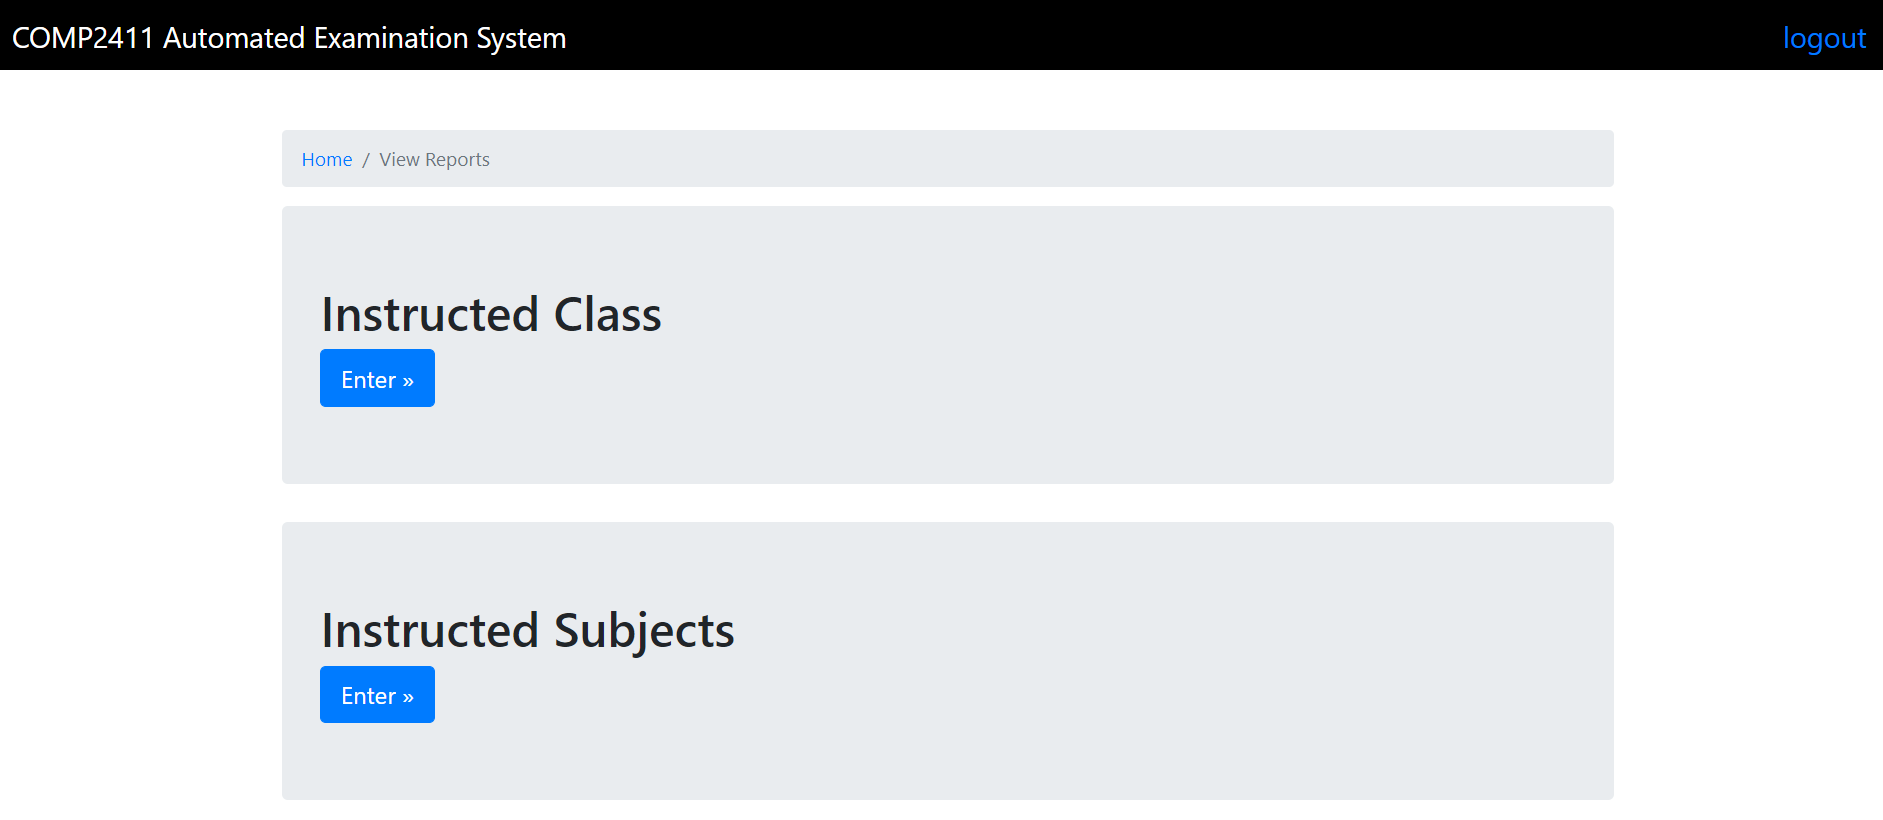 COMP2411 Automated Examination System logout
Home / View Reports
Instructed Class
Enter »
Instructed Subjects
Enter »